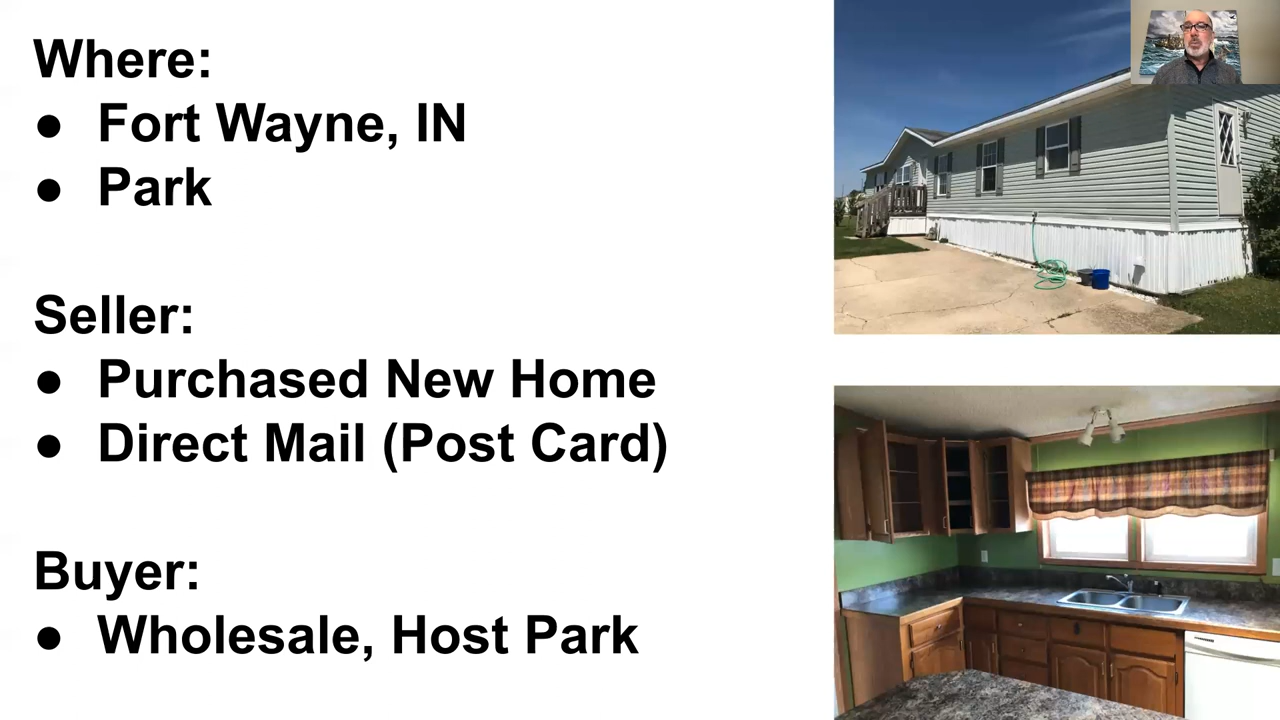 Where:
● Fort Wayne, IN
● Park
Seller:
● Purchased New Home
● Direct Mail (Post Card)
Buyer:
● Wholesale, Host Park